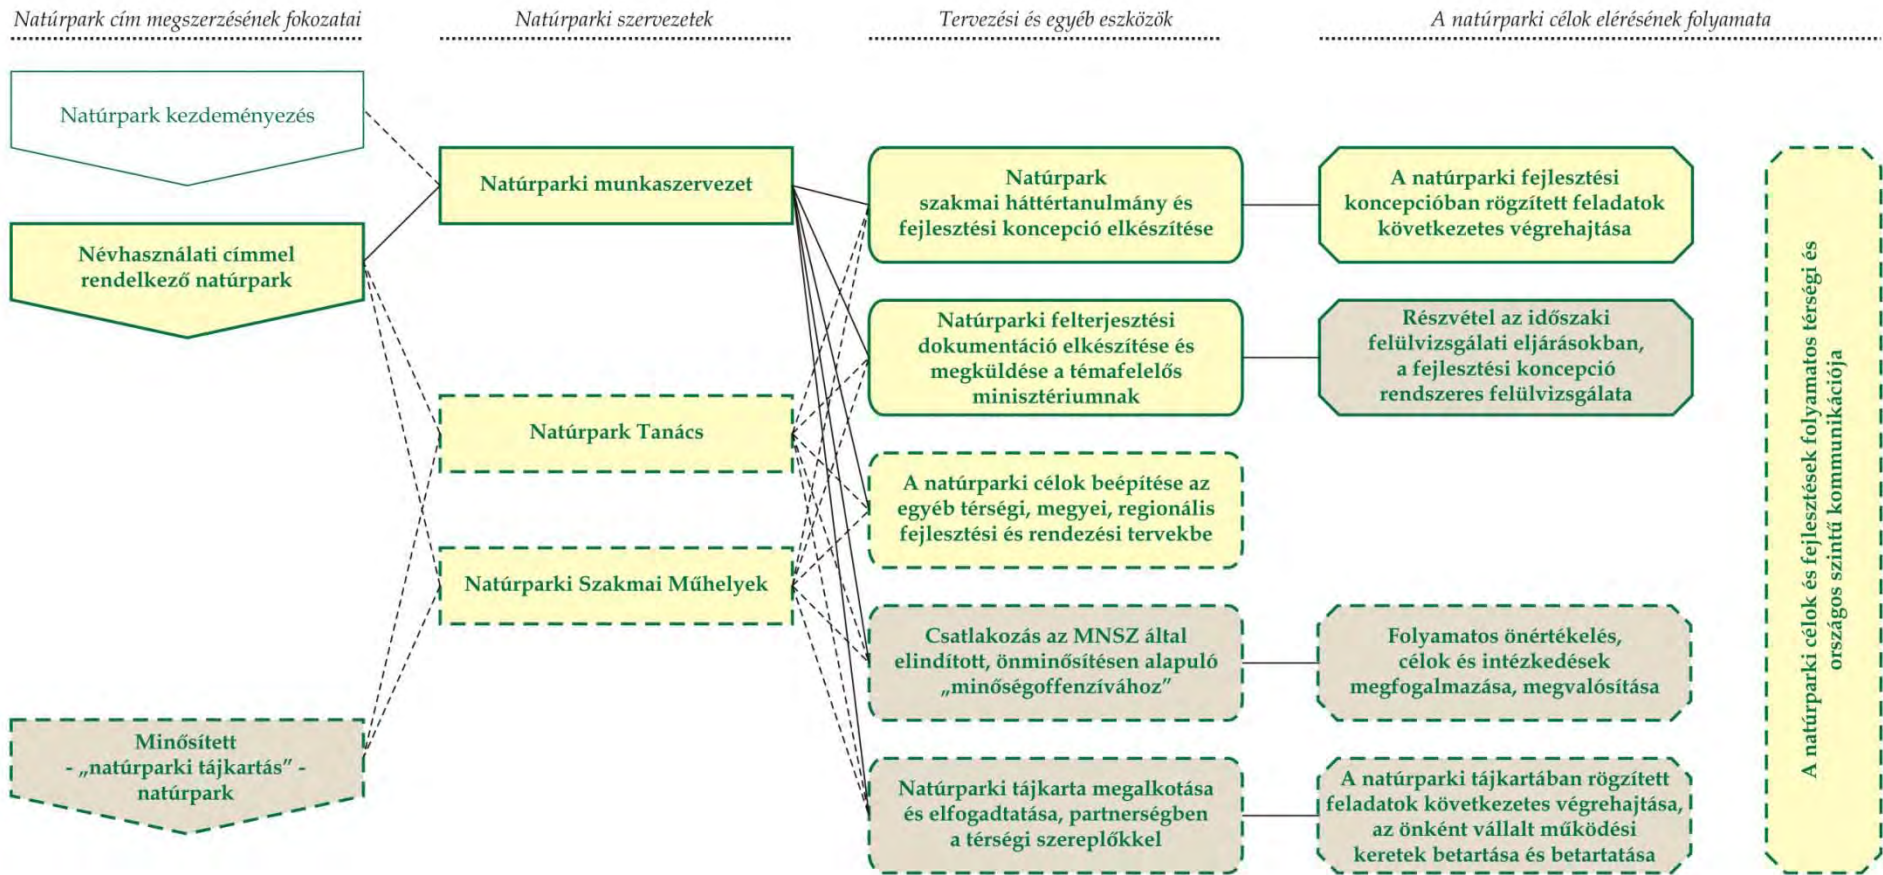 Natúrpark cím megszerzésének fokozatai
Natúrparki szervezetek
Tervezési és egyéb eszközök
A natúrparki célok elérésének folyamata
Natúrpark kezdeményezés
Névhasználati címmel
rendelkező natúrpark
Minősített
- „natúrparki tájkartás” -
natúrpark
Natúrparki munkaszervezet
Natúrpark Tanács
Natúrparki Szakmai Műhelyek
Natúrpark
szakmai háttértanulmány és
fejlesztési koncepció elkészítése
Natúrparki felterjesztési
dokumentáció elkészítése és
megküldése a témafelelős
minisztériumnak
A natúrparki célok beépítése az
egyéb térségi, megyei, regionális
fejlesztési és rendezési tervekbe
Csatlakozás az MNSZ által
elindított, önminősítésen alapuló
„minőségoffenzívához”
Natúrparki tájkarta megalkotása
és elfogadtatása, partnerségben
a térségi szereplőkkel
A natúrparki fejlesztési
koncepcióban rögzített feladatok
következetes végrehajtása
Részvétel az időszaki
felülvizsgálati eljárásokban,
a fejlesztési koncepció
rendszeres felülvizsgálata
Folyamatos önértékelés,
célok és intézkedések
megfogalmazása, megvalósítása
A natúrparki tájkartában rögzített
feladatok következetes végrehajtása,
az önként vállalt működési
keretek betartása és betartatása
A natúrparki célok és fejlesztések folyamatos térségi és
országos szintű kommunikációja